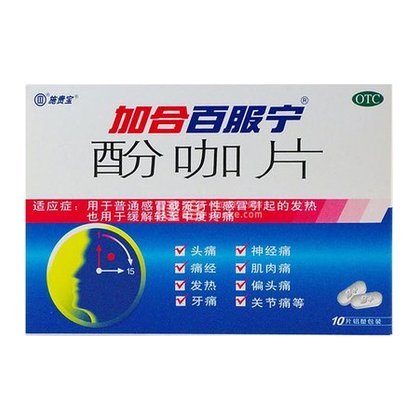 施贵宝
OTC
加合百服宁®
酚咖片
适应症：用于普通感冒或流行性感冒引起的发热
也用于缓解轻至中度疼痛
头痛 神经痛
痛经 肌肉痛
发热 偏头痛
牙痛 关节痛等
15
10片铝塑包装